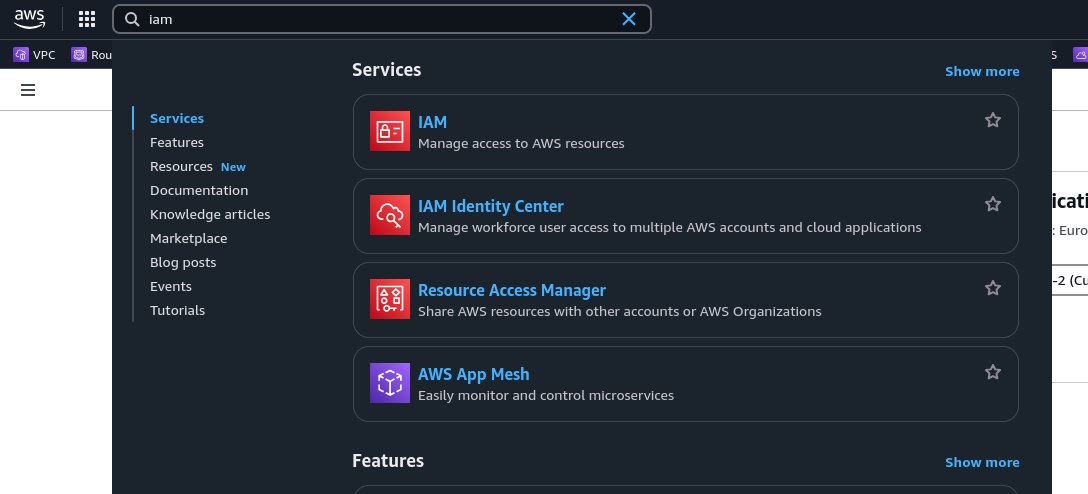 aws
iam
VPC
Rou
S
Services
Show more
Services
Features
Resources New
Documentation
Knowledge articles
Marketplace
Blog posts
Events
Tutorials
IAM
Manage access to AWS resources
IAM Identity Center
Manage workforce user access to multiple AWS accounts and cloud applications
Resource Access Manager
Share AWS resources with other accounts or AWS Organizations
AWS App Mesh
Easily monitor and control microservices
Features
Show more
icati
: Euro
-2 (Cu